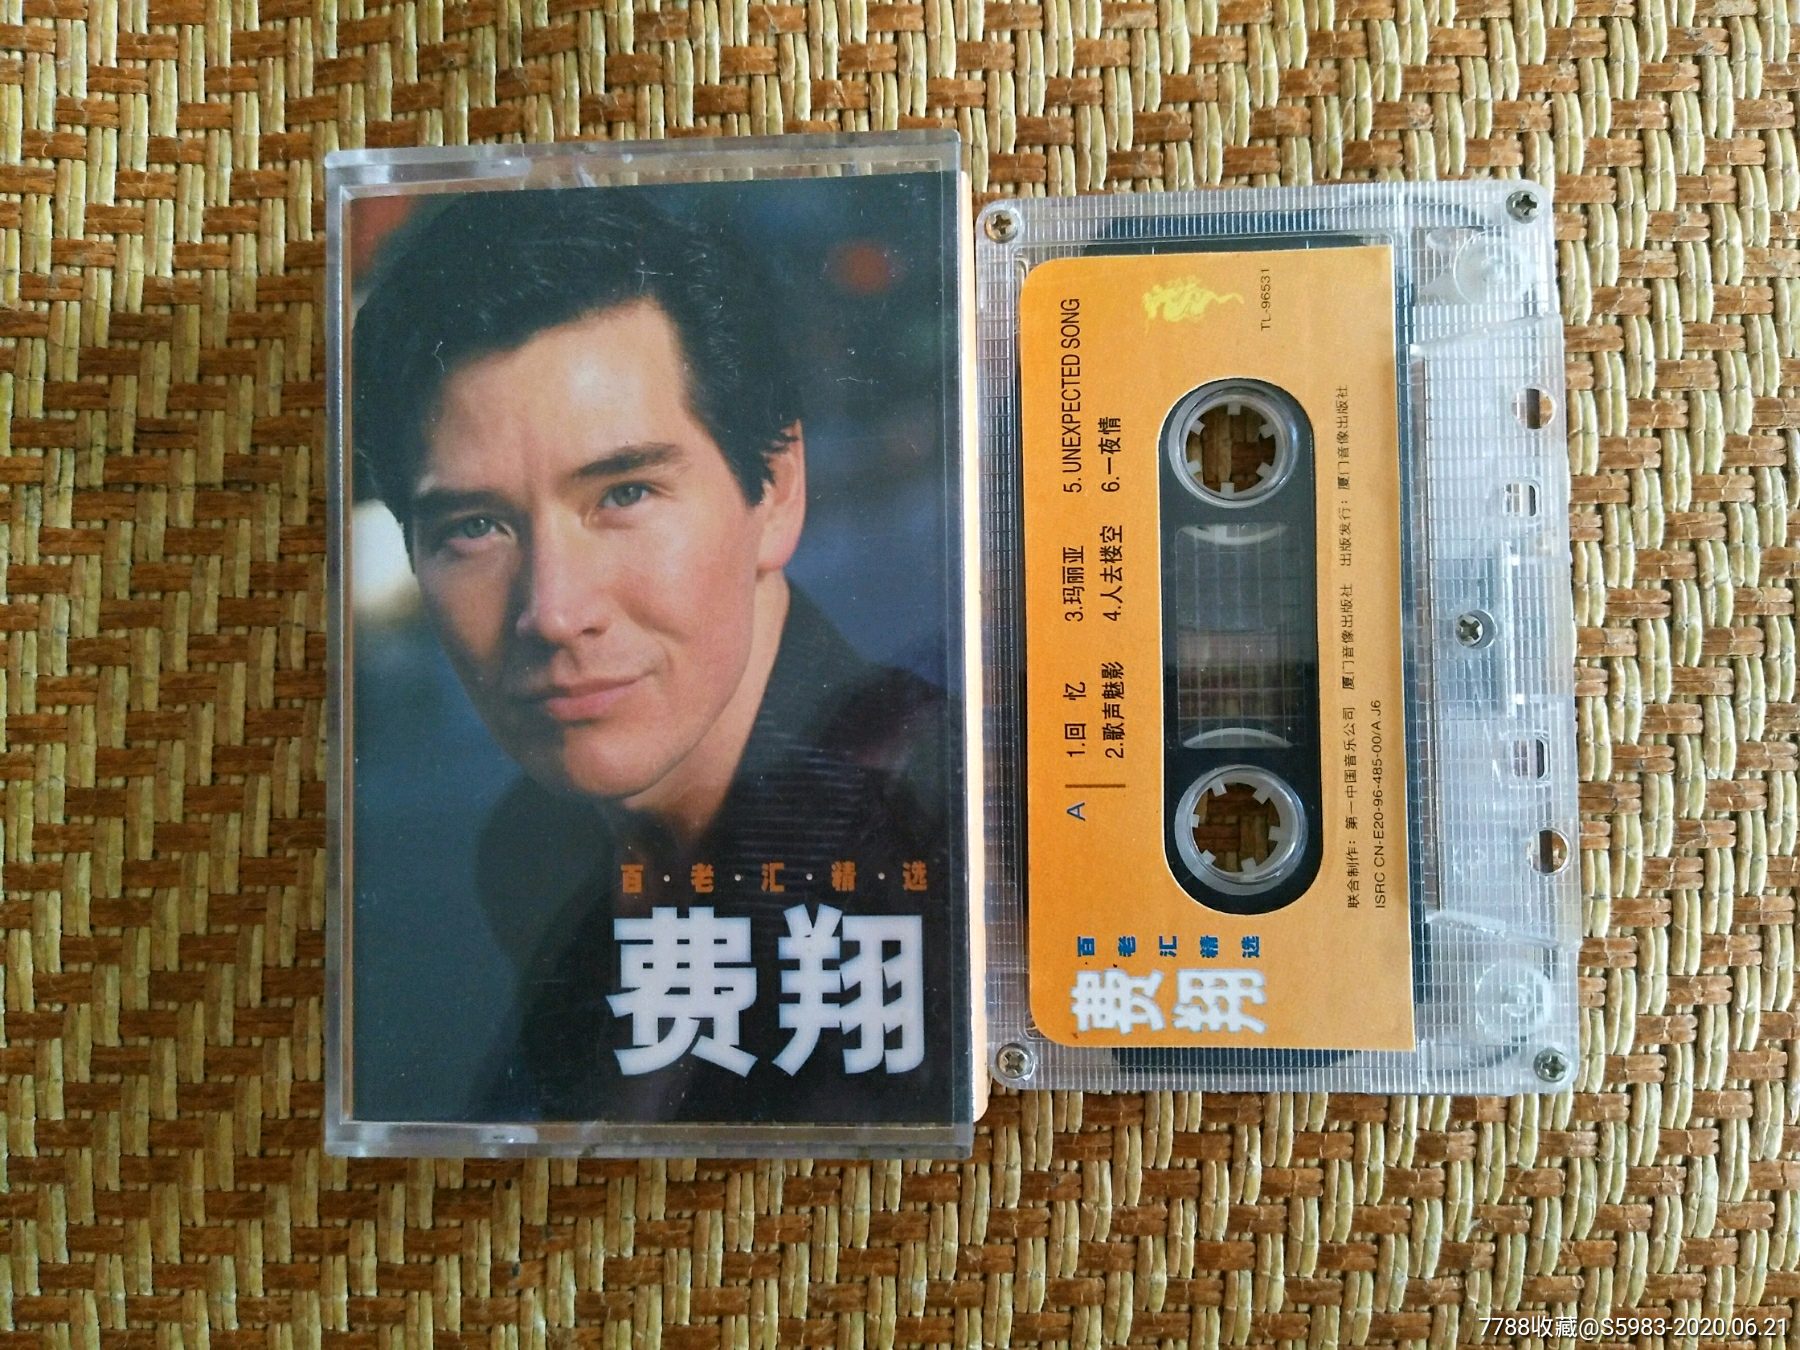 百·老·汇·精·选
费翔
A
1.回 忆
2.歌声魅影
3.玛丽亚
4.人去楼空
5. UNEXPECTED SONG
6.一夜情
TL-96531
百老汇精选
费翔
联合制作：第一中国音乐公司 厦门音像出版社 出版发行：厦门音像出版社
ISRC CN-E20-96-485-00/A.J6
7788收藏@S5983-2020.06.21